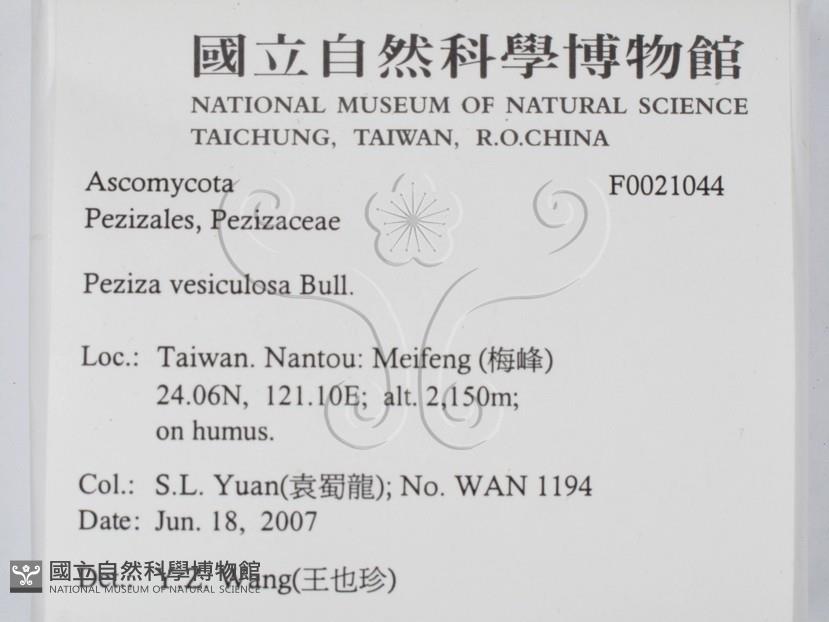 國立自然科學博物館
NATIONAL MUSEUM OF NATURAL SCIENCE
TAICHUNG, TAIWAN, R.O.CHINA
Ascomycota F0021044
Pezizales, Pezizaceae
Peziza vesiculosa Bull.
Loc.: Taiwan. Nantou: Meifeng (梅峰)
24.06N, 121.10E; alt. 2,150m;
on humus.
Col.: S.L. Yuan(袁蜀龍); No. WAN 1194
Date: Jun. 18, 2007
Det.: Y.Z. Wang(王也珍)
國立自然科學博物館
NATIONAL MUSEUM OF NATURAL SCIENCE